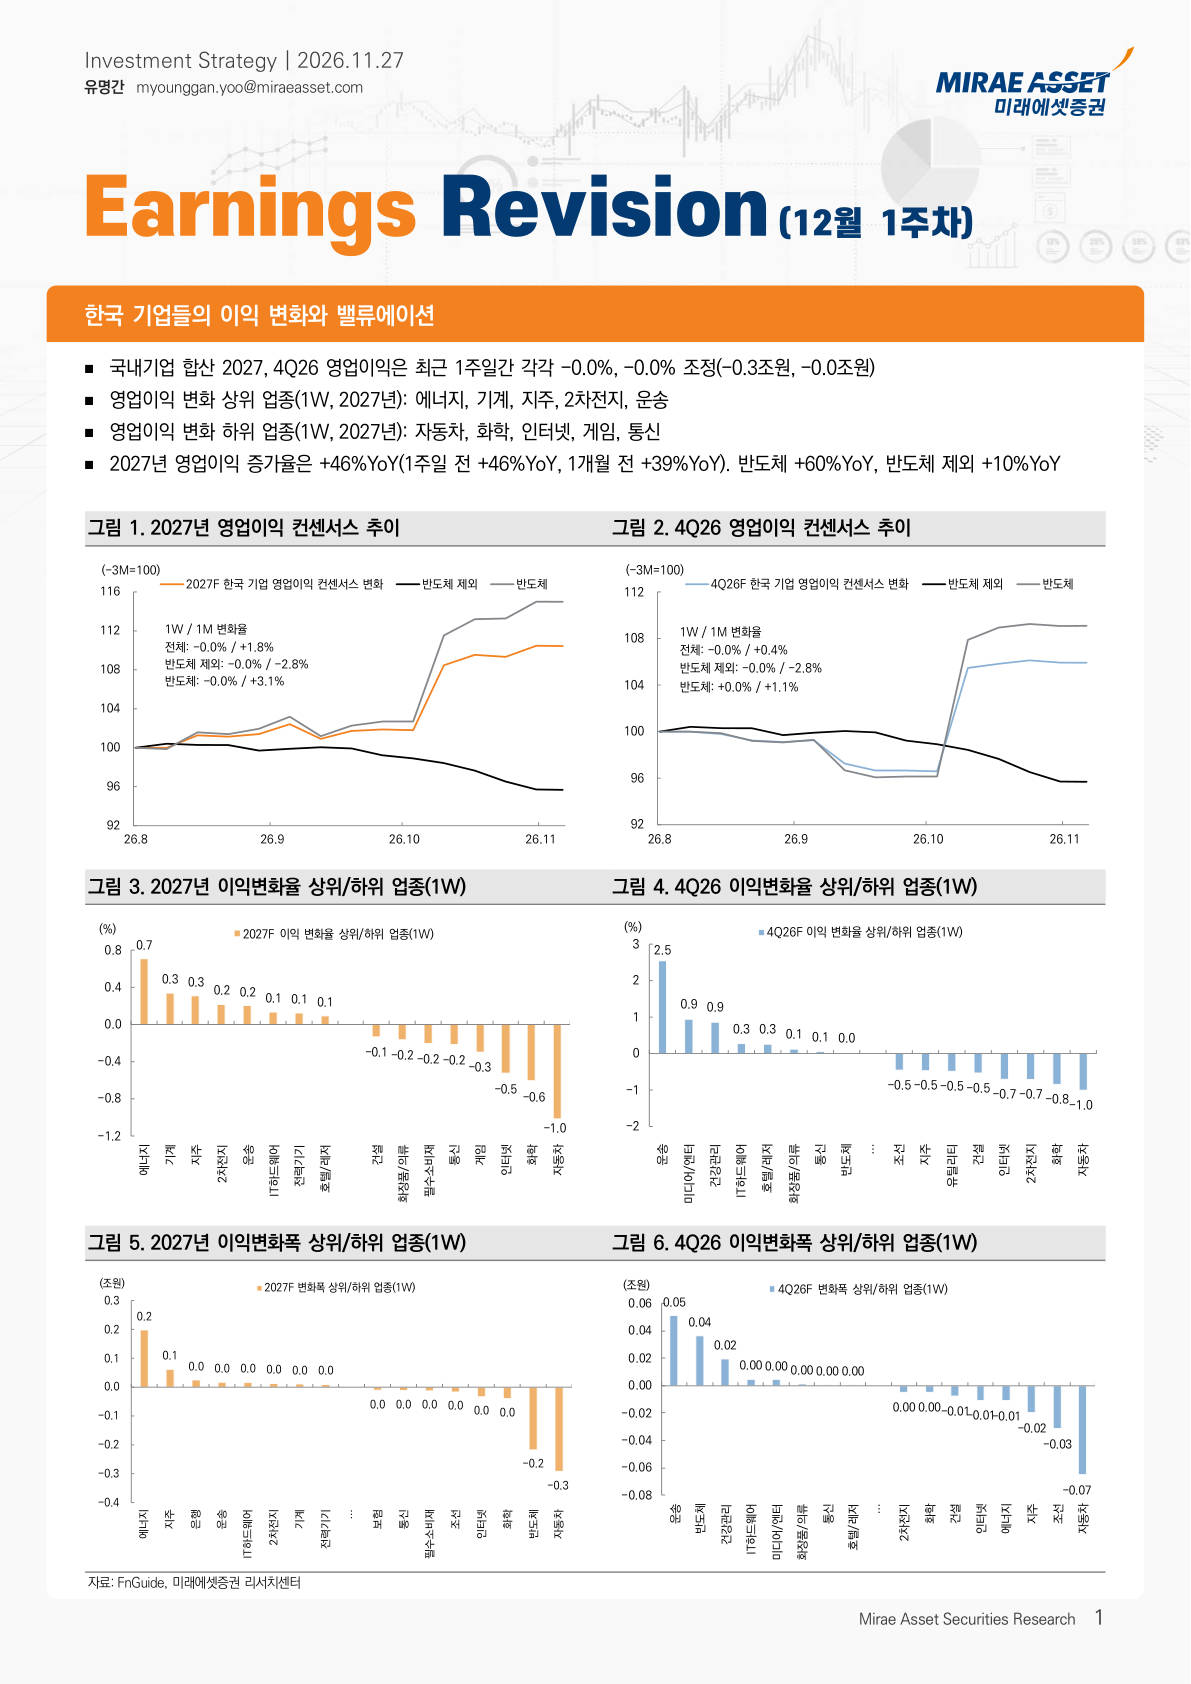 Investment Strategy | 2026.11.27
유명간 myounggan.yoo@miraeasset.com
MIRAE ASSET
미래에셋증권
Earnings Revision (12월 1주차)
한국 기업들의 이익 변화와 밸류에이션
■ 국내기업 합산 2027, 4Q26 영업이익은 최근 1주일간 각각 -0.0%, -0.0% 조정(-0.3조원, -0.0조원)
■ 영업이익 변화 상위 업종(1W, 2027년): 에너지, 기계, 지주, 2차전지, 운송
■ 영업이익 변화 하위 업종(1W, 2027년): 자동차, 화학, 인터넷, 게임, 통신
■ 2027년 영업이익 증가율은 +46%YoY(1주일 전 +46%YoY, 1개월 전 +39%YoY). 반도체 +60%YoY, 반도체 제외 +10%YoY
그림 1. 2027년 영업이익 컨센서스 추이
(-3M=100)
2027F 한국 기업 영업이익 컨센서스 변화 반도체 제외 반도체
116
112
108
104
100
96
92
1W / 1M 변화율
전체: -0.0% / +1.8%
반도체 제외: -0.0% / -2.8%
반도체: -0.0% / +3.1%
26.8 26.9 26.10 26.11
그림 2. 4Q26 영업이익 컨센서스 추이
(-3M=100)
4Q26F 한국 기업 영업이익 컨센서스 변화 반도체 제외 반도체
112
108
104
100
96
92
1W / 1M 변화율
전체: -0.0% / +0.4%
반도체 제외: -0.0% / -2.8%
반도체: +0.0% / +1.1%
26.8 26.9 26.10 26.11
그림 3. 2027년 이익변화율 상위/하위 업종(1W)
(%)
2027F 이익 변화율 상위/하위 업종(1W)
0.8
0.4
0.0
-0.4
-0.8
-1.2
0.7 0.3 0.3 0.2 0.2 0.1 0.1 0.1 -0.1 -0.2 -0.2 -0.2 -0.3 -0.5 -0.6 -1.0
에너지 기계 지주 2차전지 운송 IT하드웨어 전력기기 호텔/레저 건설 화장품/의류 필수소비재 통신 게임 인터넷 화학 자동차
그림 4. 4Q26 이익변화율 상위/하위 업종(1W)
(%)
4Q26F 이익 변화율 상위/하위 업종(1W)
3
2
1
0
-1
-2
2.5 0.9 0.9 0.3 0.3 0.1 0.1 0.0 -0.5 -0.5 -0.5 -0.5 -0.7 -0.7 -0.8 -1.0
운송 미디어/엔터 건강관리 IT하드웨어 호텔/레저 화장품/의류 통신 반도체 ... 조선 지주 유틸리티 건설 인터넷 2차전지 화학 자동차
그림 5. 2027년 이익변화폭 상위/하위 업종(1W)
(조원)
2027F 변화폭 상위/하위 업종(1W)
0.3
0.2
0.1
0.0
-0.1
-0.2
-0.3
-0.4
0.2 0.1 0.0 0.0 0.0 0.0 0.0 0.0 0.0 0.0 0.0 0.0 0.0 0.0 -0.2 -0.3
에너지 지주 은행 운송 IT하드웨어 2차전지 기계 전력기기 ... 보험 통신 필수소비재 조선 인터넷 화학 반도체 자동차
그림 6. 4Q26 이익변화폭 상위/하위 업종(1W)
(조원)
4Q26F 변화폭 상위/하위 업종(1W)
0.06
0.04
0.02
0.00
-0.02
-0.04
-0.06
-0.08
0.05 0.04 0.02 0.00 0.00 0.00 0.00 0.00 0.00 0.00 -0.01 -0.01 -0.01 -0.02 -0.03 -0.07
운송 반도체 건강관리 IT하드웨어 미디어/엔터 화장품/의류 통신 호텔/레저 ... 2차전지 화학 건설 인터넷 에너지 지주 조선 자동차
자료: FnGuide, 미래에셋증권 리서치센터
Mirae Asset Securities Research 1